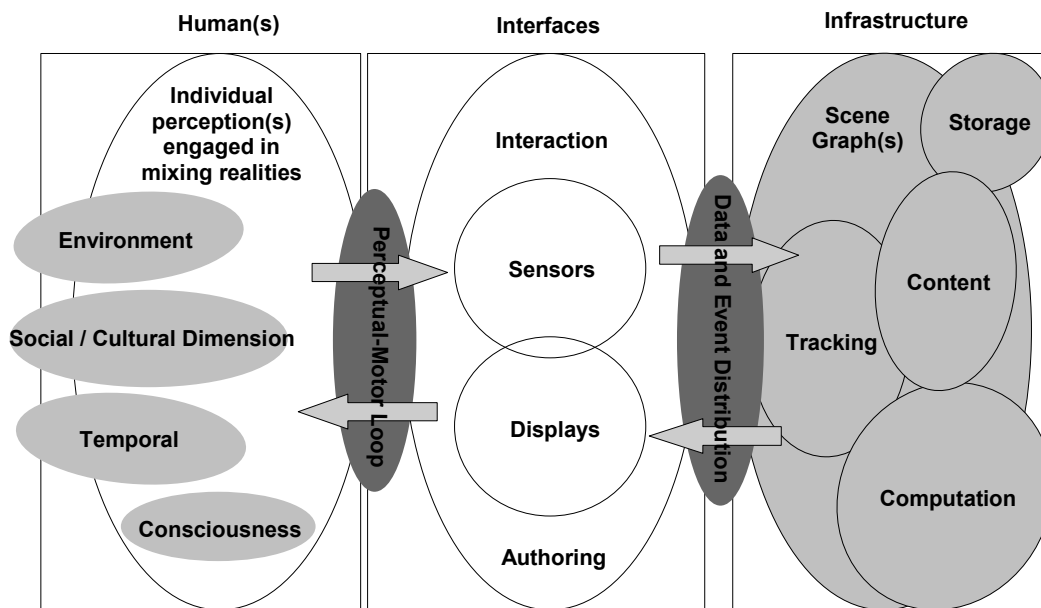 Human(s)
Interfaces
Infrastructure
Individual
perception(s)
engaged in
mixing realities
Environment
Social / Cultural Dimension
Temporal
Consciousness
Perceptual-Motor Loop
Interaction
Sensors
Displays
Authoring
Data and Event Distribution
Scene
Graph(s)
Storage
Content
Tracking
Computation